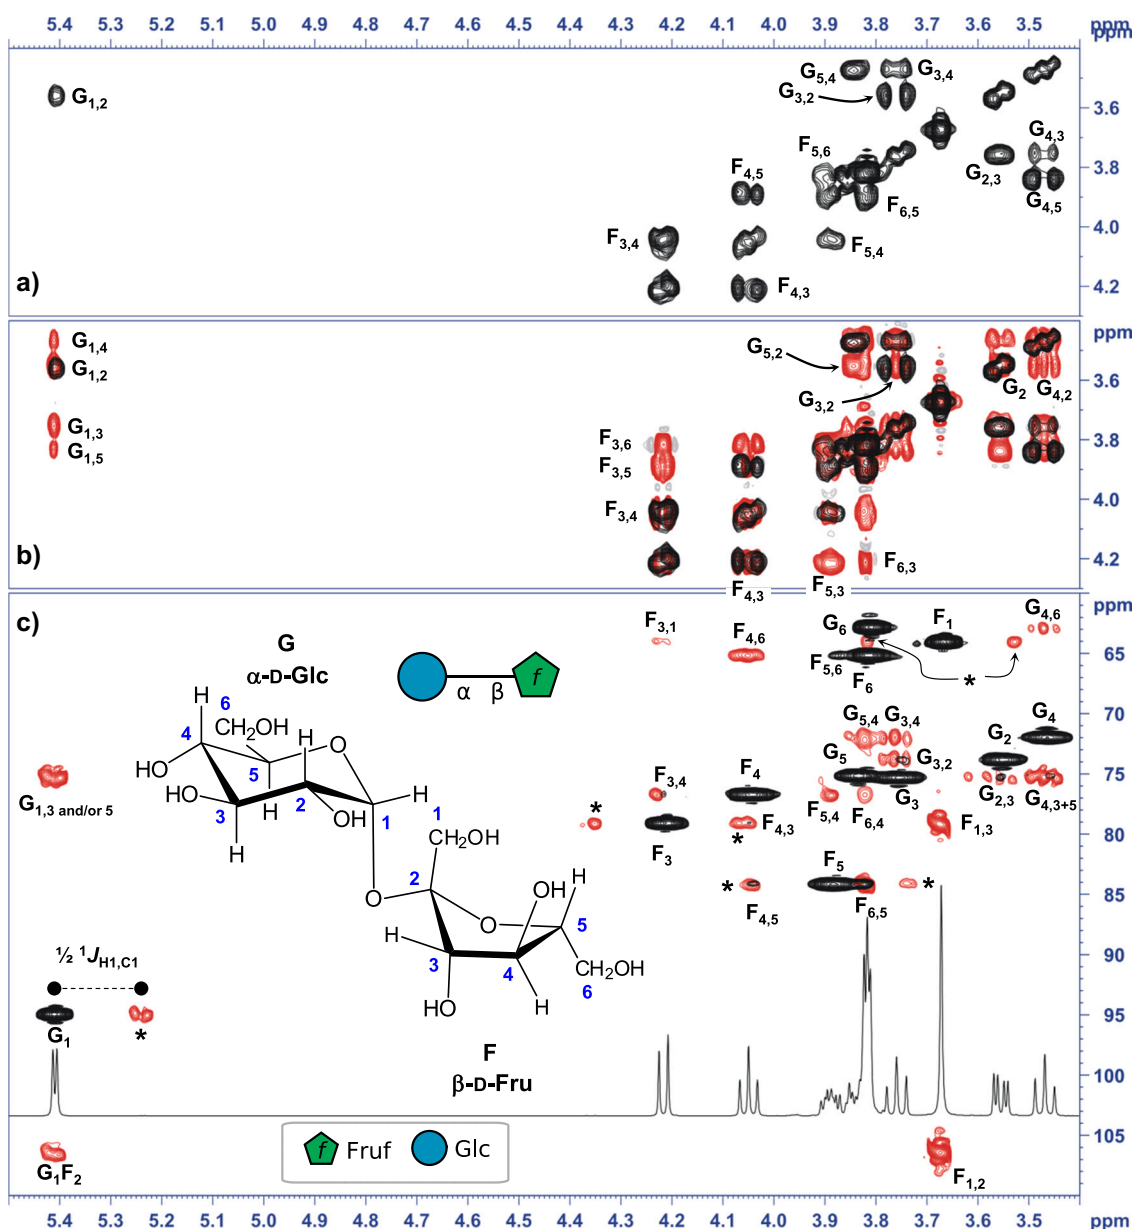 5.4 5.3 5.2 5.1 5.0 4.9 4.8 4.7 4.6 4.5 4.4 4.3 4.2 4.1 4.0 3.9 3.8 3.7 3.6 3.5 ppm
ppm
G5,4 G3,4
G1,2 G3,2 3.6
F5,6 G4,3
F4,5 G2,3 3.8
F6,5 G4,5
F3,4 F5,4 4.0
a) F4,3 4.2
ppm
G1,4 G5,2
G1,2 G3,2 G2 G4,2 3.6
G1,3 F3,6 3.8
G1,5 F3,5
F3,4 4.0
b) F6,3 4.2
F4,3 F5,3
ppm
c) G F3,1 F4,6 G6 F1 G4,6
α-D-Glc α β f F5,6 F6 * 65
H 6 CH2OH G5,4 G3,4 G2 G4 70
4 H O G5 G3,2
HO 5 F3,4 F4 G3 G2,3 G4,3+5 75
G1,3 and/or 5 HO H 2 H F5,4 F6,4
3 OH 1 1 * F4,3 F1,3 80
H CH2OH F3 *
2 OH H * F5 *
O O F4,5 F6,5 85
H 5
½ 1JH1,C1 3 4 CH2OH 90
HO H 6
G1 * 95
F
β-D-Fru 100
f Fruf Glc 105
G1F2 F1,2
5.4 5.3 5.2 5.1 5.0 4.9 4.8 4.7 4.6 4.5 4.4 4.3 4.2 4.1 4.0 3.9 3.8 3.7 3.6 3.5 ppm